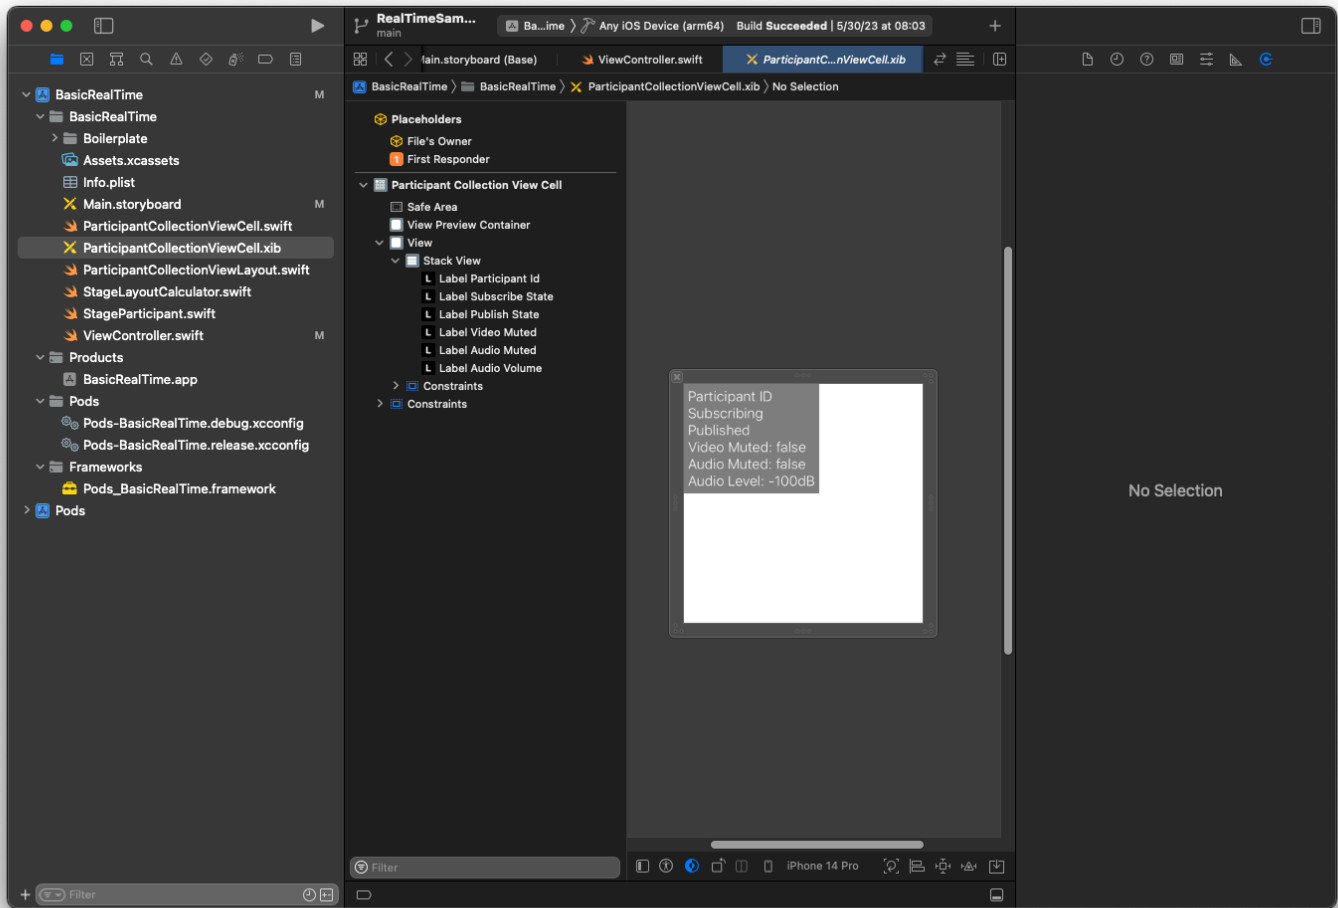 RealTimeSam...
main
Ba...ime
Any iOS Device (arm64)
Build Succeeded | 5/30/23 at 08:03
ain.storyboard (Base)
ViewController.swift
ParticipantC...nViewCell.xib
BasicRealTime
BasicRealTime
ParticipantCollectionViewCell.xib
No Selection
BasicRealTime M
BasicRealTime
Boilerplate
Assets.xcassets
Info.plist
Main.storyboard M
ParticipantCollectionViewCell.swift
ParticipantCollectionViewCell.xib
ParticipantCollectionViewLayout.swift
StageLayoutCalculator.swift
StageParticipant.swift
ViewController.swift M
Products
BasicRealTime.app
Pods
Pods-BasicRealTime.debug.xcconfig
Pods-BasicRealTime.release.xcconfig
Frameworks
Pods_BasicRealTime.framework
Pods
Filter
Placeholders
File's Owner
1 First Responder
Participant Collection View Cell
Safe Area
View Preview Container
View
Stack View
L Label Participant Id
L Label Subscribe State
L Label Publish State
L Label Video Muted
L Label Audio Muted
L Label Audio Volume
Constraints
Constraints
Filter
Participant ID
Subscribing
Published
Video Muted: false
Audio Muted: false
Audio Level: -100dB
iPhone 14 Pro
No Selection